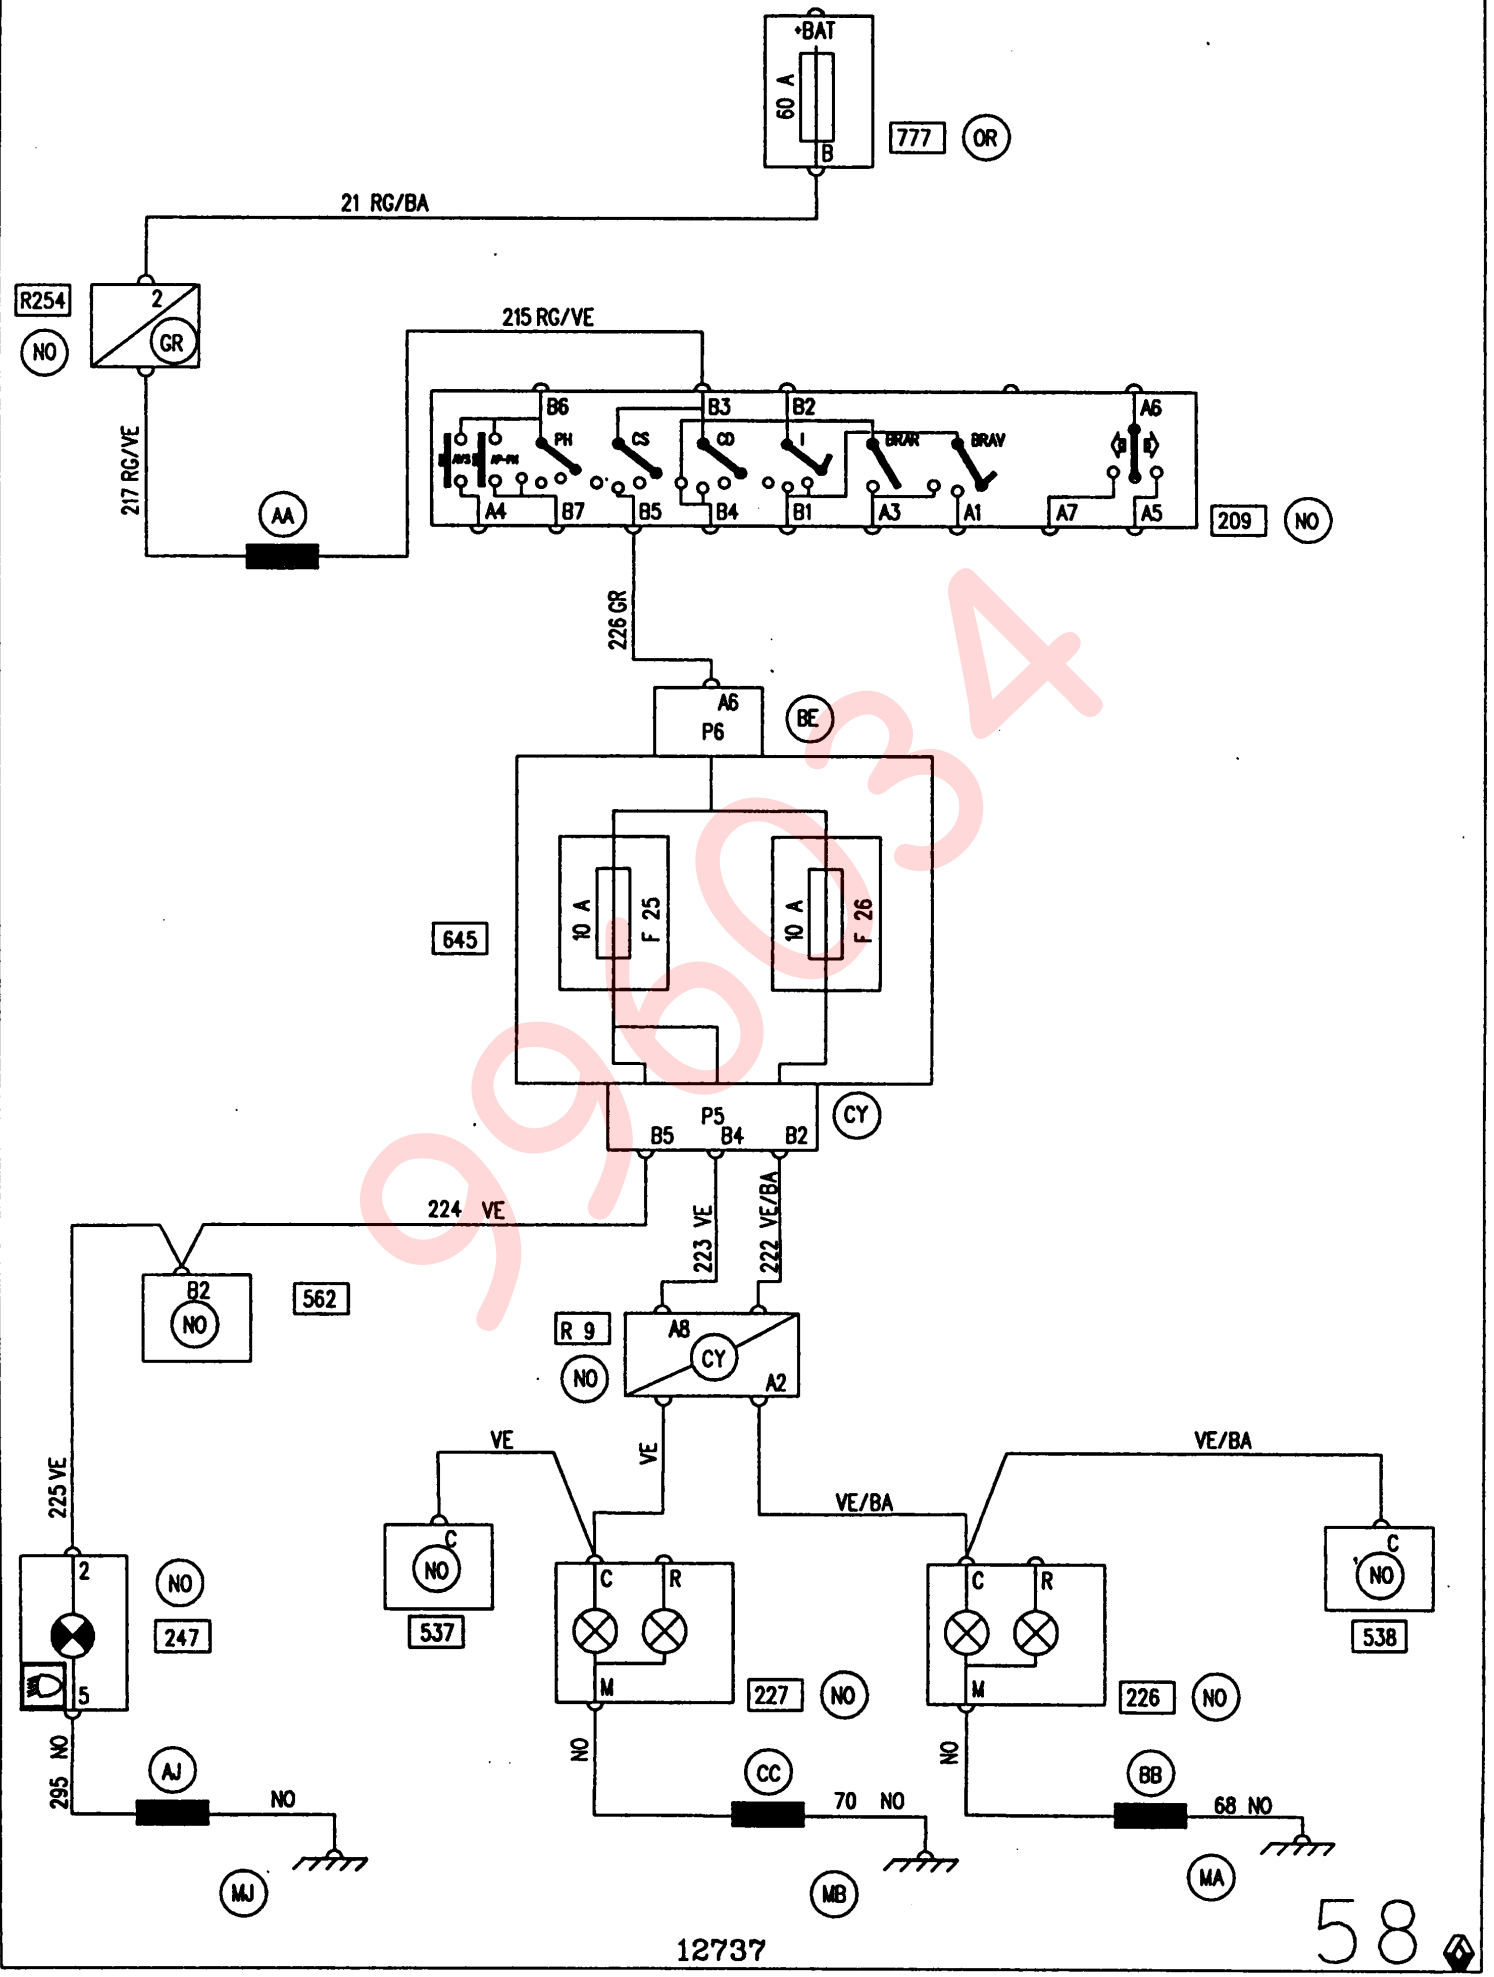 +BAT
60 A
B
777 OR
21 RG/BA
R254
2
GR
NO
215 RG/VE
217 RG/VE
AA
B6 B3 B2 A6
AVS AP-PH PH CS CD I BRAR BRAV
A4 B7 B5 B4 B1 A3 A1 A7 A5
209 NO
226 GR
A6
P6
BE
10 A F 25 10 A F 26
645
996034
P5
CY
B5 B4 B2
224 VE
223 VE
222 VE/BA
B2
NO
562
R 9
A8
CY
NO
A2
VE
VE
VE/BA
225 VE
VE/BA
C
NO
537
C R
C R
C
NO
538
2
NO
247
5
M
227 NO
M
226 NO
295 NO
AJ
NO
NO
CC
70 NO
NO
BB
68 NO
MJ
MB
MA
12737
58